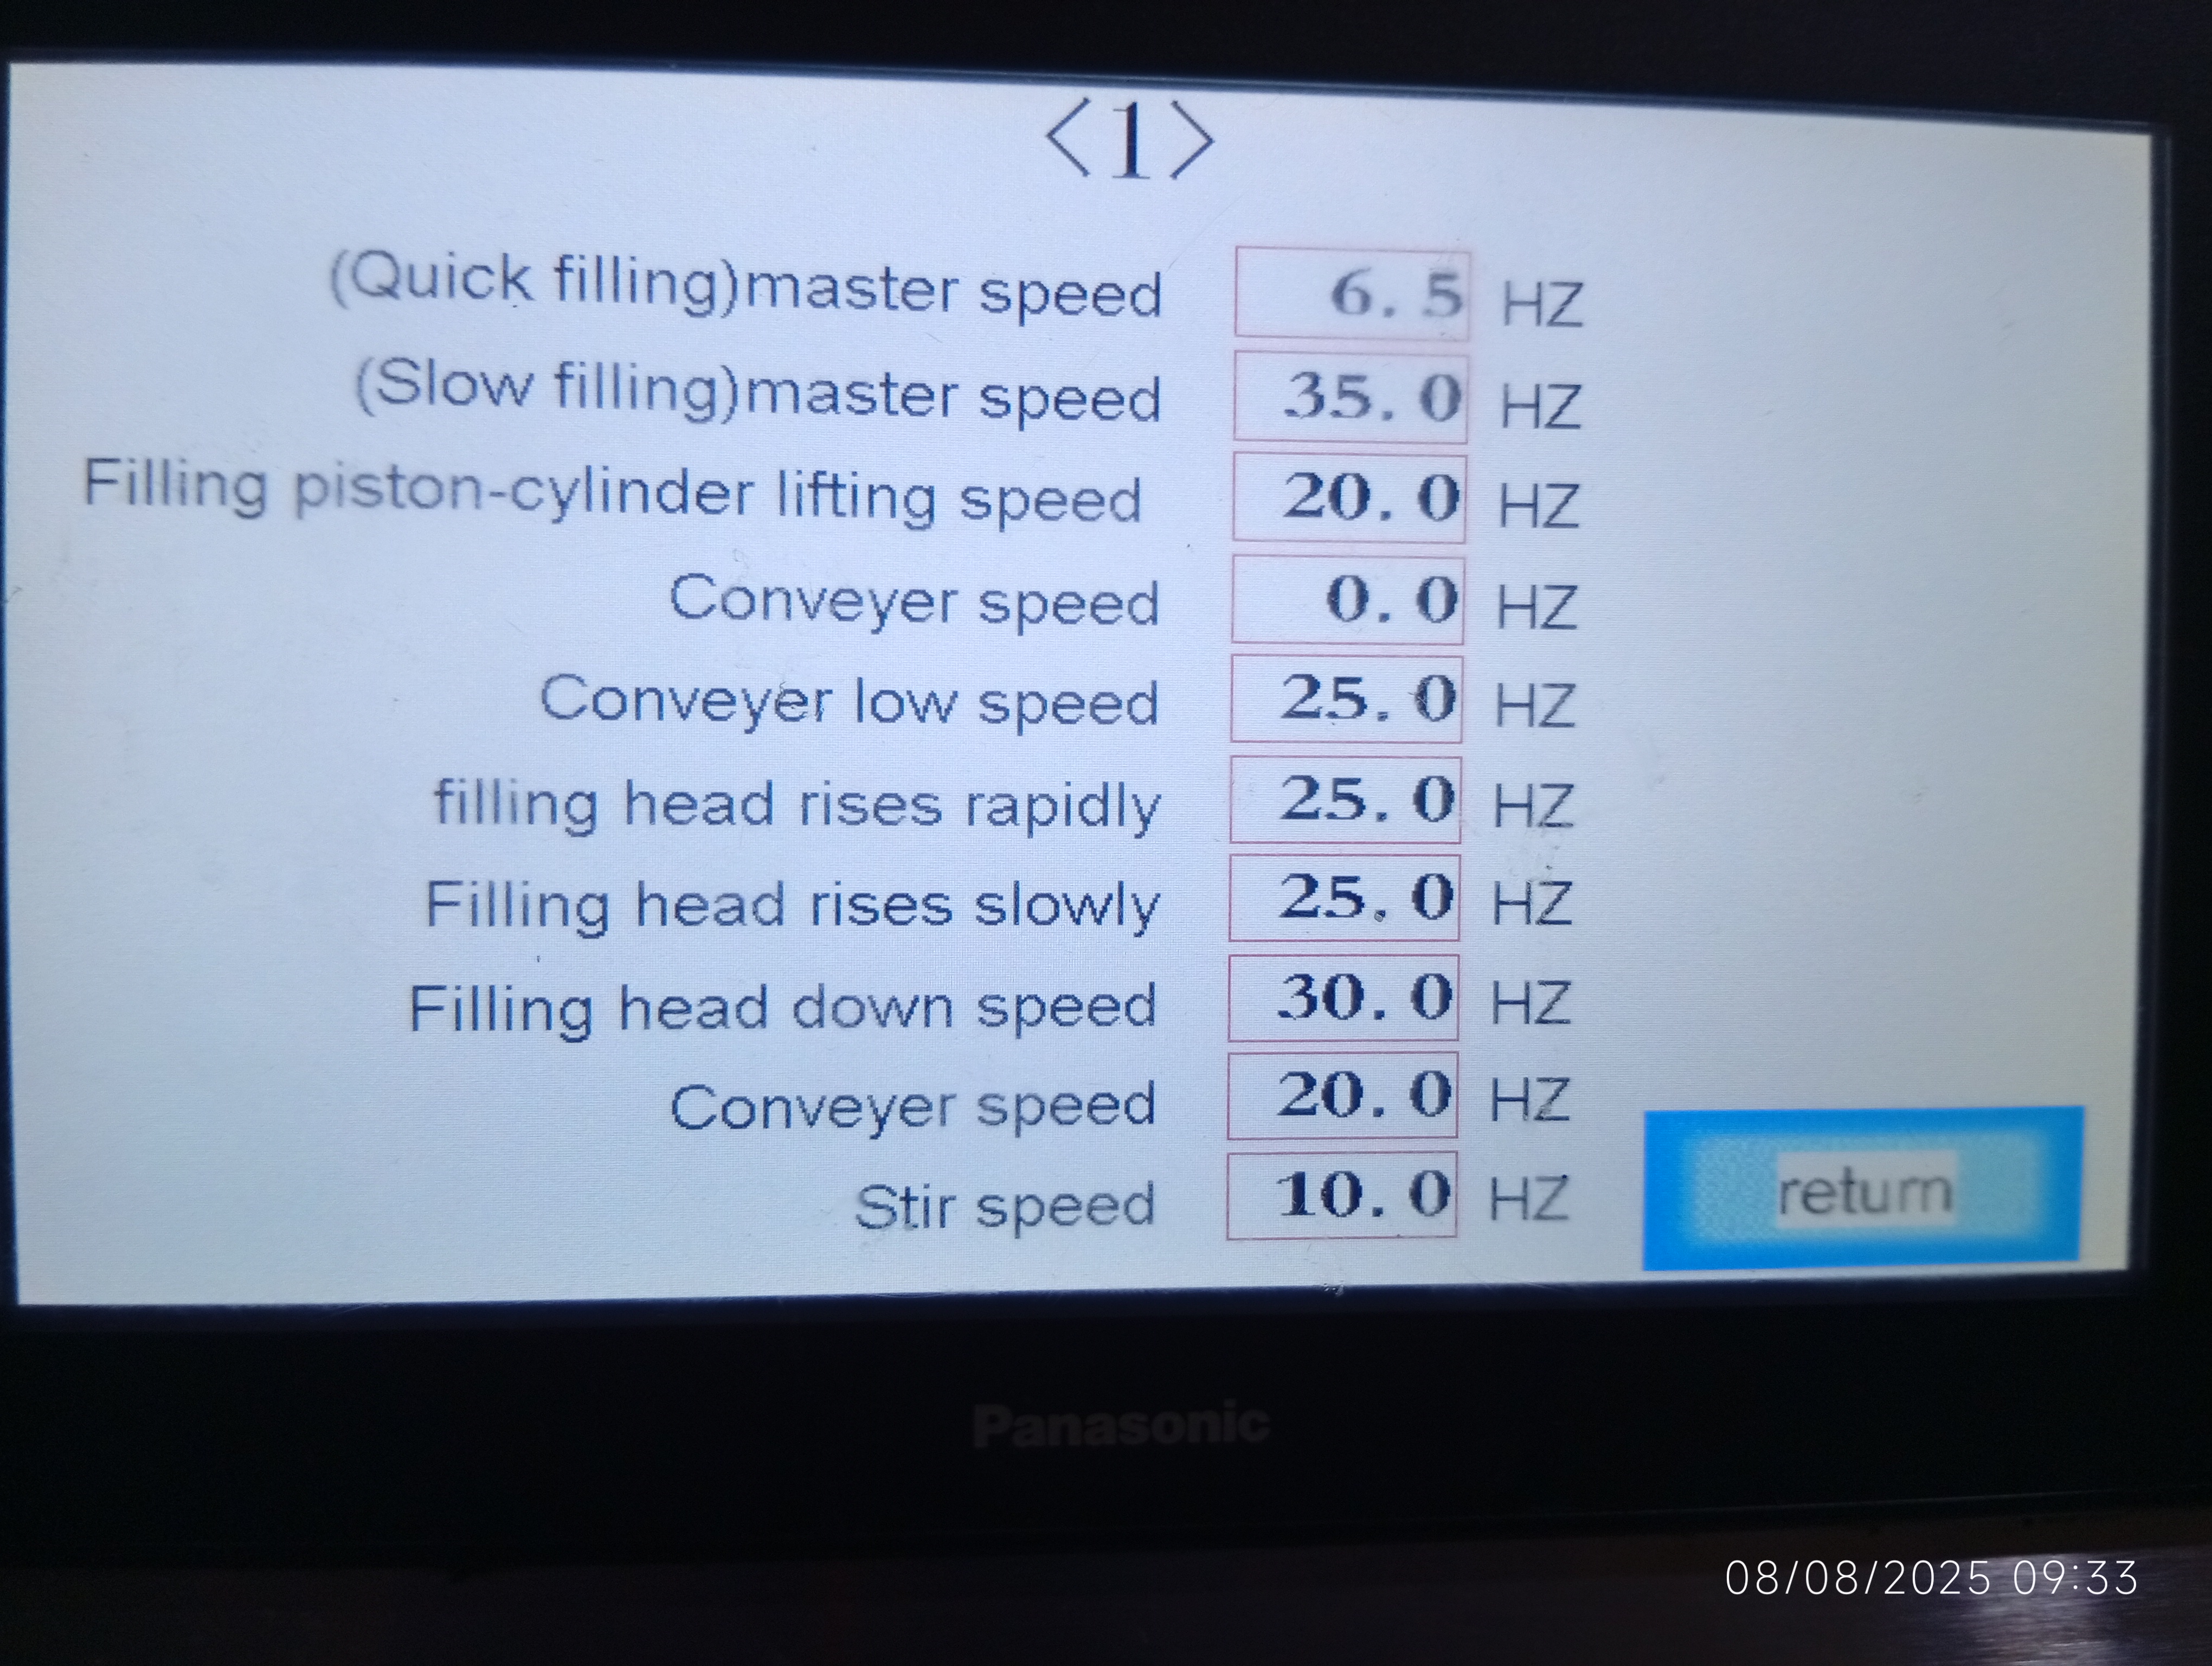 <1>
(Quick filling)master speed 6.5 HZ
(Slow filling)master speed 35.0 HZ
Filling piston-cylinder lifting speed 20.0 HZ
Conveyer speed 0.0 HZ
Conveyer low speed 25.0 HZ
filling head rises rapidly 25.0 HZ
Filling head rises slowly 25.0 HZ
Filling head down speed 30.0 HZ
Conveyer speed 20.0 HZ
Stir speed 10.0 HZ
return
Panasonic
08/08/2025 09:33